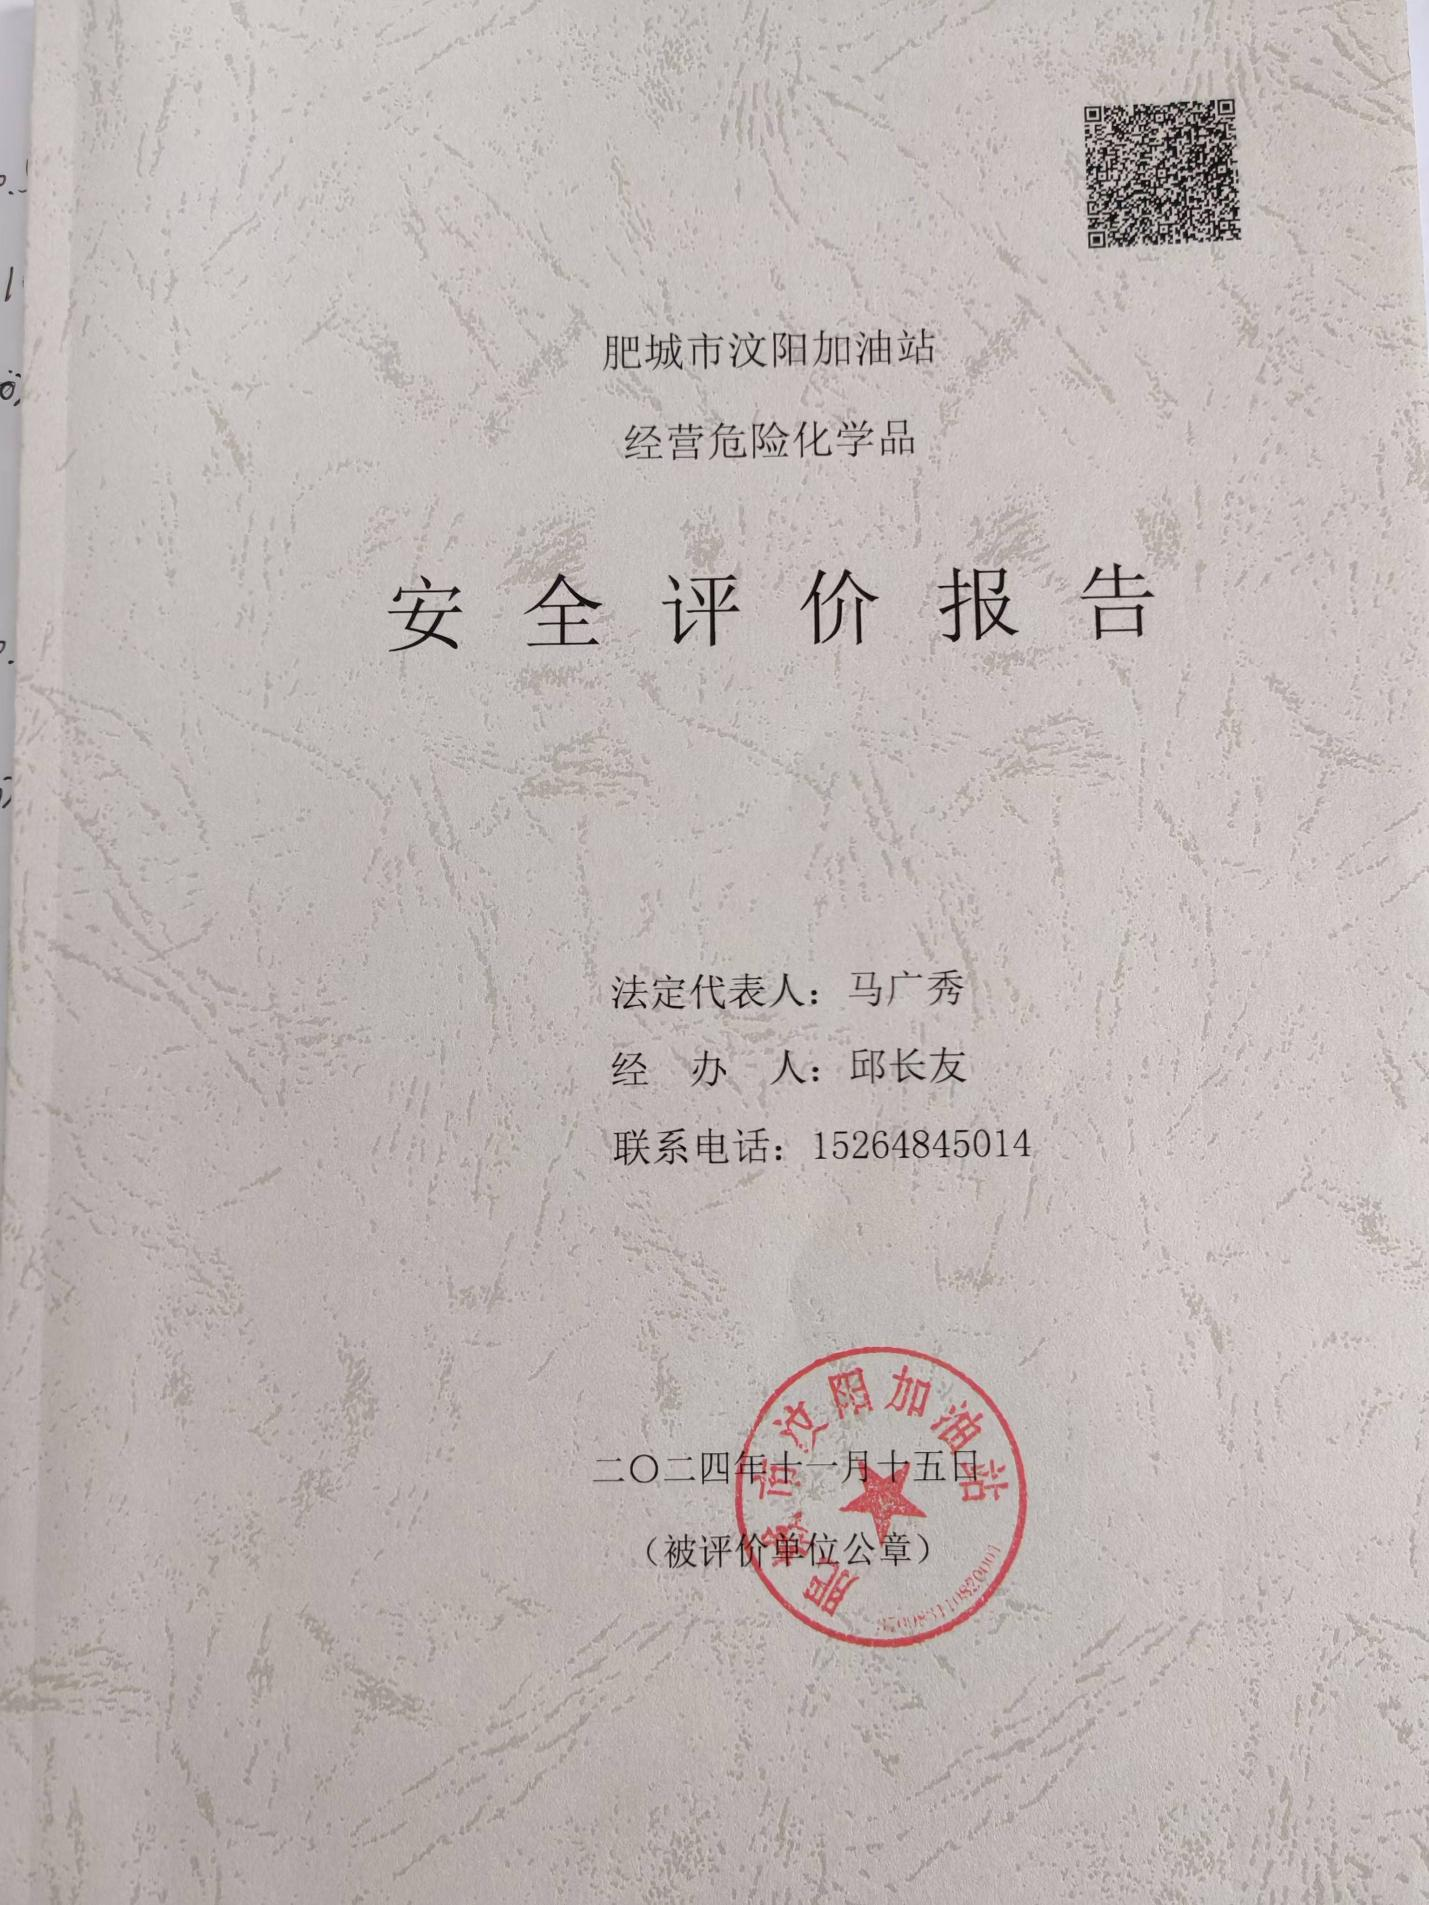 肥城市汶阳加油站
经营危险化学品
安全评价报告
法定代表人：马广秀
经 办 人：邱长友
联系电话：15264845014
二〇二四年十一月十五日
（被评价单位公章）
肥城市汶阳加油站